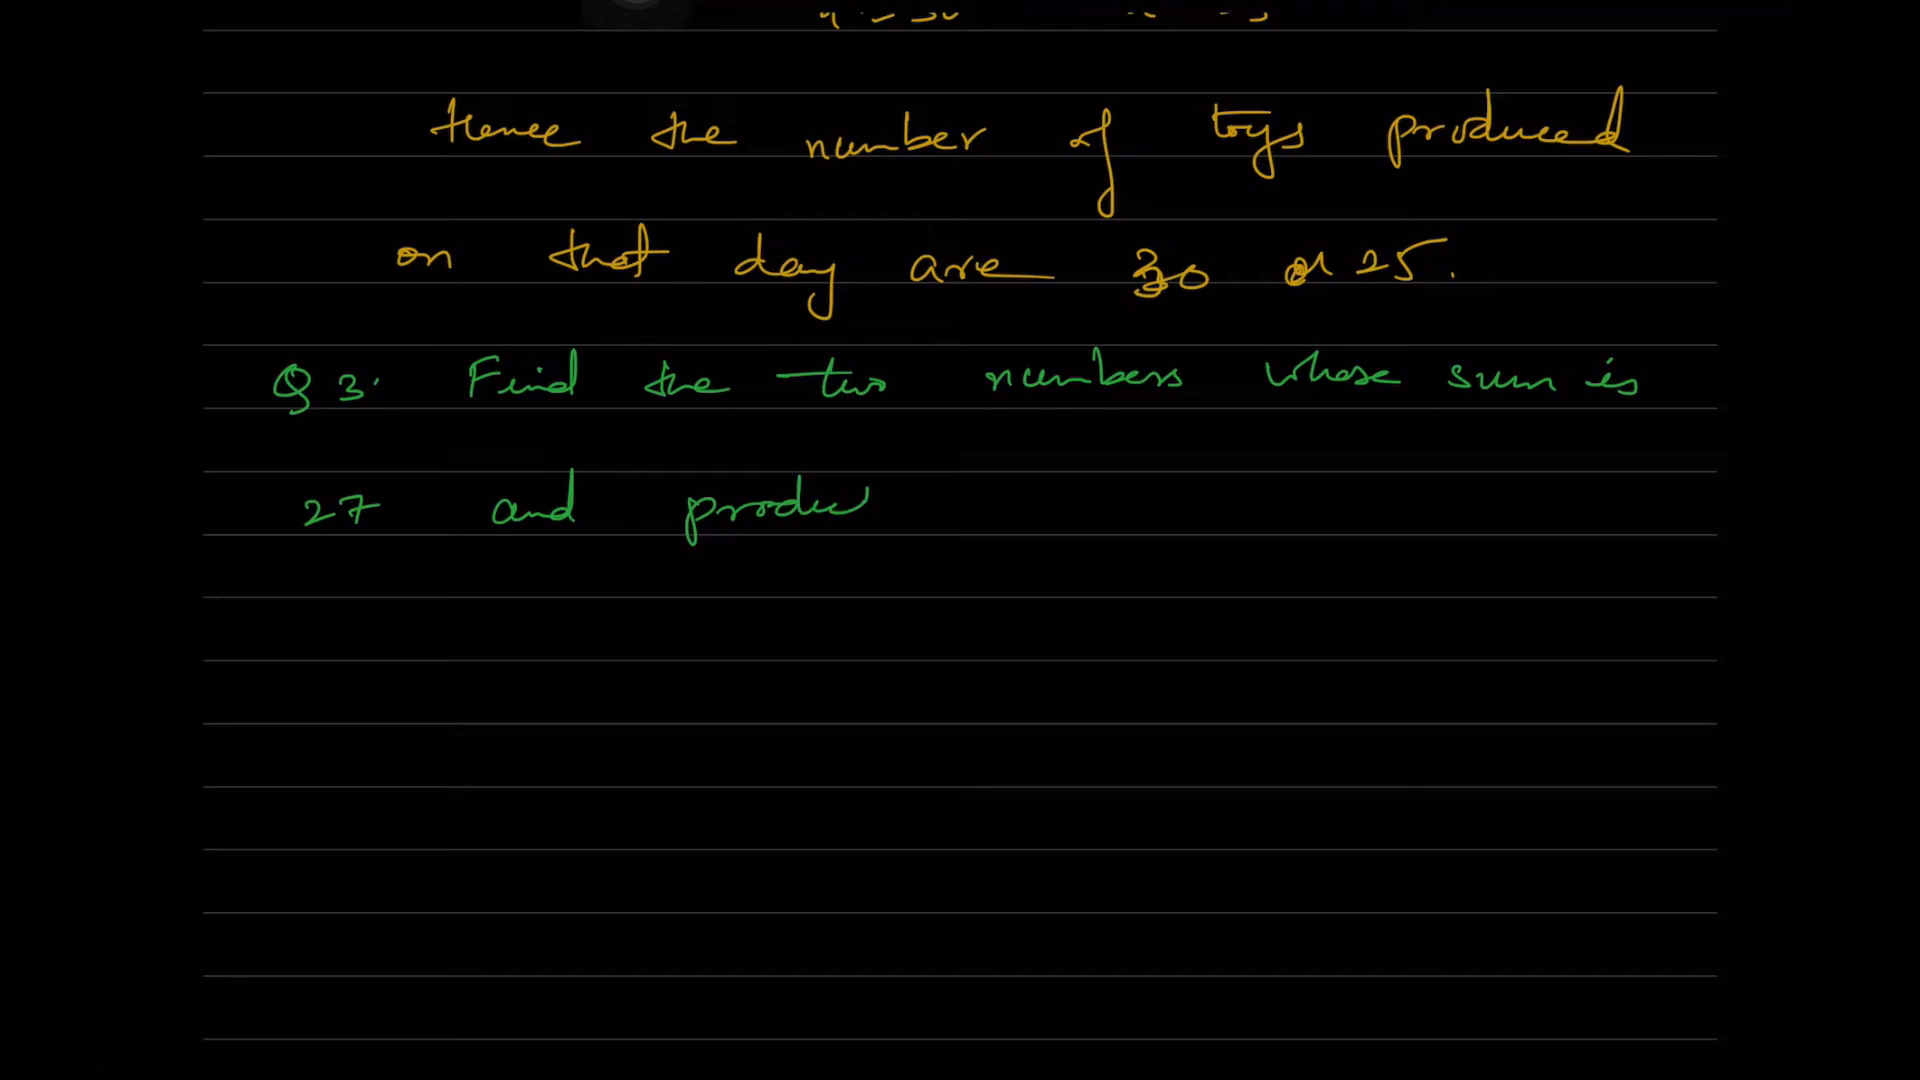 Hence the number of toys produced
on that day are 30 or 25.
Q 3. Find the two numbers whose sum is
27 and produ